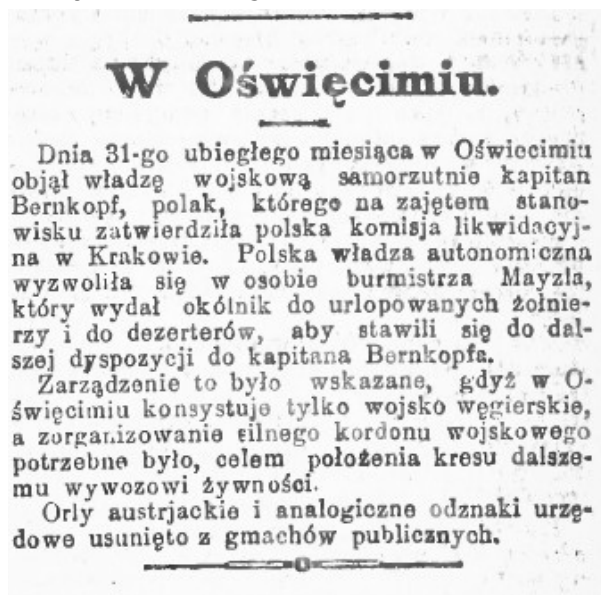 W Oświęcimiu.
Dnia 31-go ubiegłego miesiąca w Oświecimiu
objął władzę wojskową samorzutnie kapitan
Bernkopf, polak, którego na zajętem stano-
wisku zatwierdziła polska komisja likwidacyj-
na w Krakowie. Polska władza autonomiczna
wyzwoliła się w osobie burmistrza Mayzla,
który wydał okólnik do urlopowanych żołnie-
rzy i do dezerterów, aby stawili się do dal-
szej dyspozycji do kapitana Bernkopfa.
Zarządzenie to było wskazane, gdyż w O-
święcimiu konsystuje tylko wojsko węgierskie,
a zorganizowanie silnego kordonu wojskowego
potrzebne było, celem położenia kresu dalsze-
mu wywozowi żywności.
Orly austrjackie i analogiczne odznaki urzę-
dowe usunięto z gmachów publicznych.